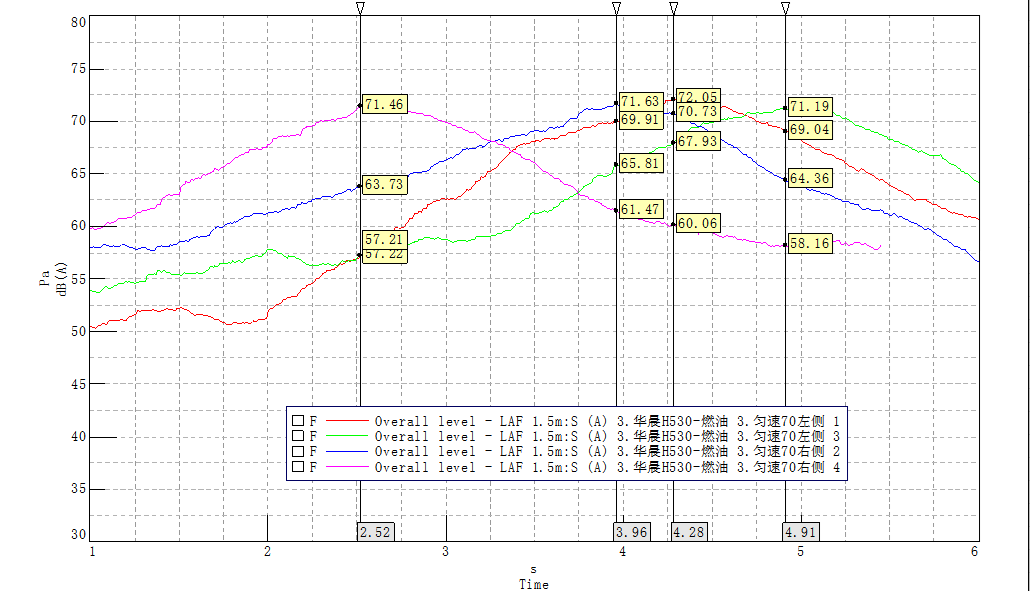 80
75
70
65
60
55
50
45
40
35
30
Pa
dB(A)
71.46
63.73
57.21
57.22
71.63
69.91
65.81
61.47
72.05
70.73
67.93
60.06
71.19
69.04
64.36
58.16
F Overall level - LAF 1.5m:S (A) 3.华晨H530-燃油 3.匀速70左侧 1
F Overall level - LAF 1.5m:S (A) 3.华晨H530-燃油 3.匀速70左侧 3
F Overall level - LAF 1.5m:S (A) 3.华晨H530-燃油 3.匀速70右侧 2
F Overall level - LAF 1.5m:S (A) 3.华晨H530-燃油 3.匀速70右侧 4
2.52 3.96 4.28 4.91
1 2 3 4 5 6
s
Time